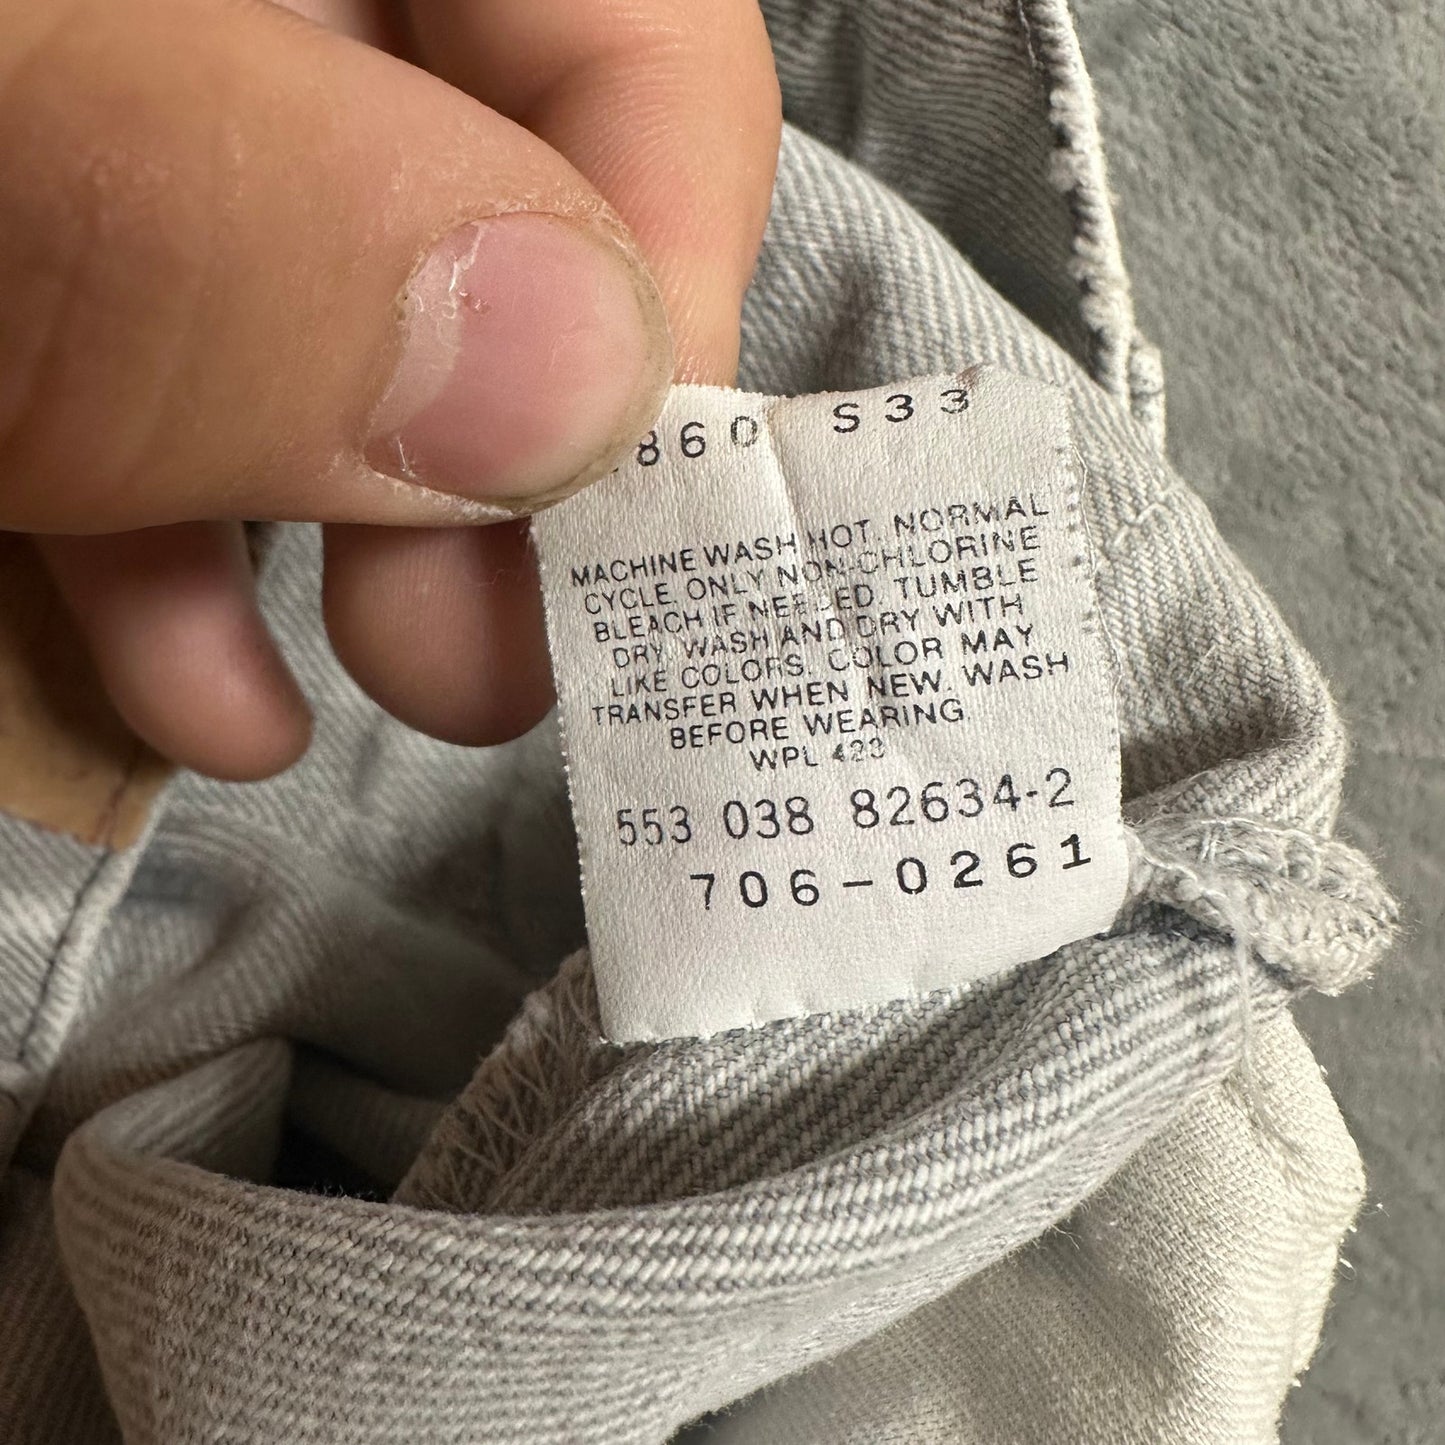 860 S33
MACHINE WASH HOT. NORMAL
CYCLE. ONLY NON-CHLORINE
BLEACH IF NEEDED. TUMBLE
DRY. WASH AND DRY WITH
LIKE COLORS. COLOR MAY
TRANSFER WHEN NEW. WASH
BEFORE WEARING.
WPL 423
553 038 82634-2
706-0261